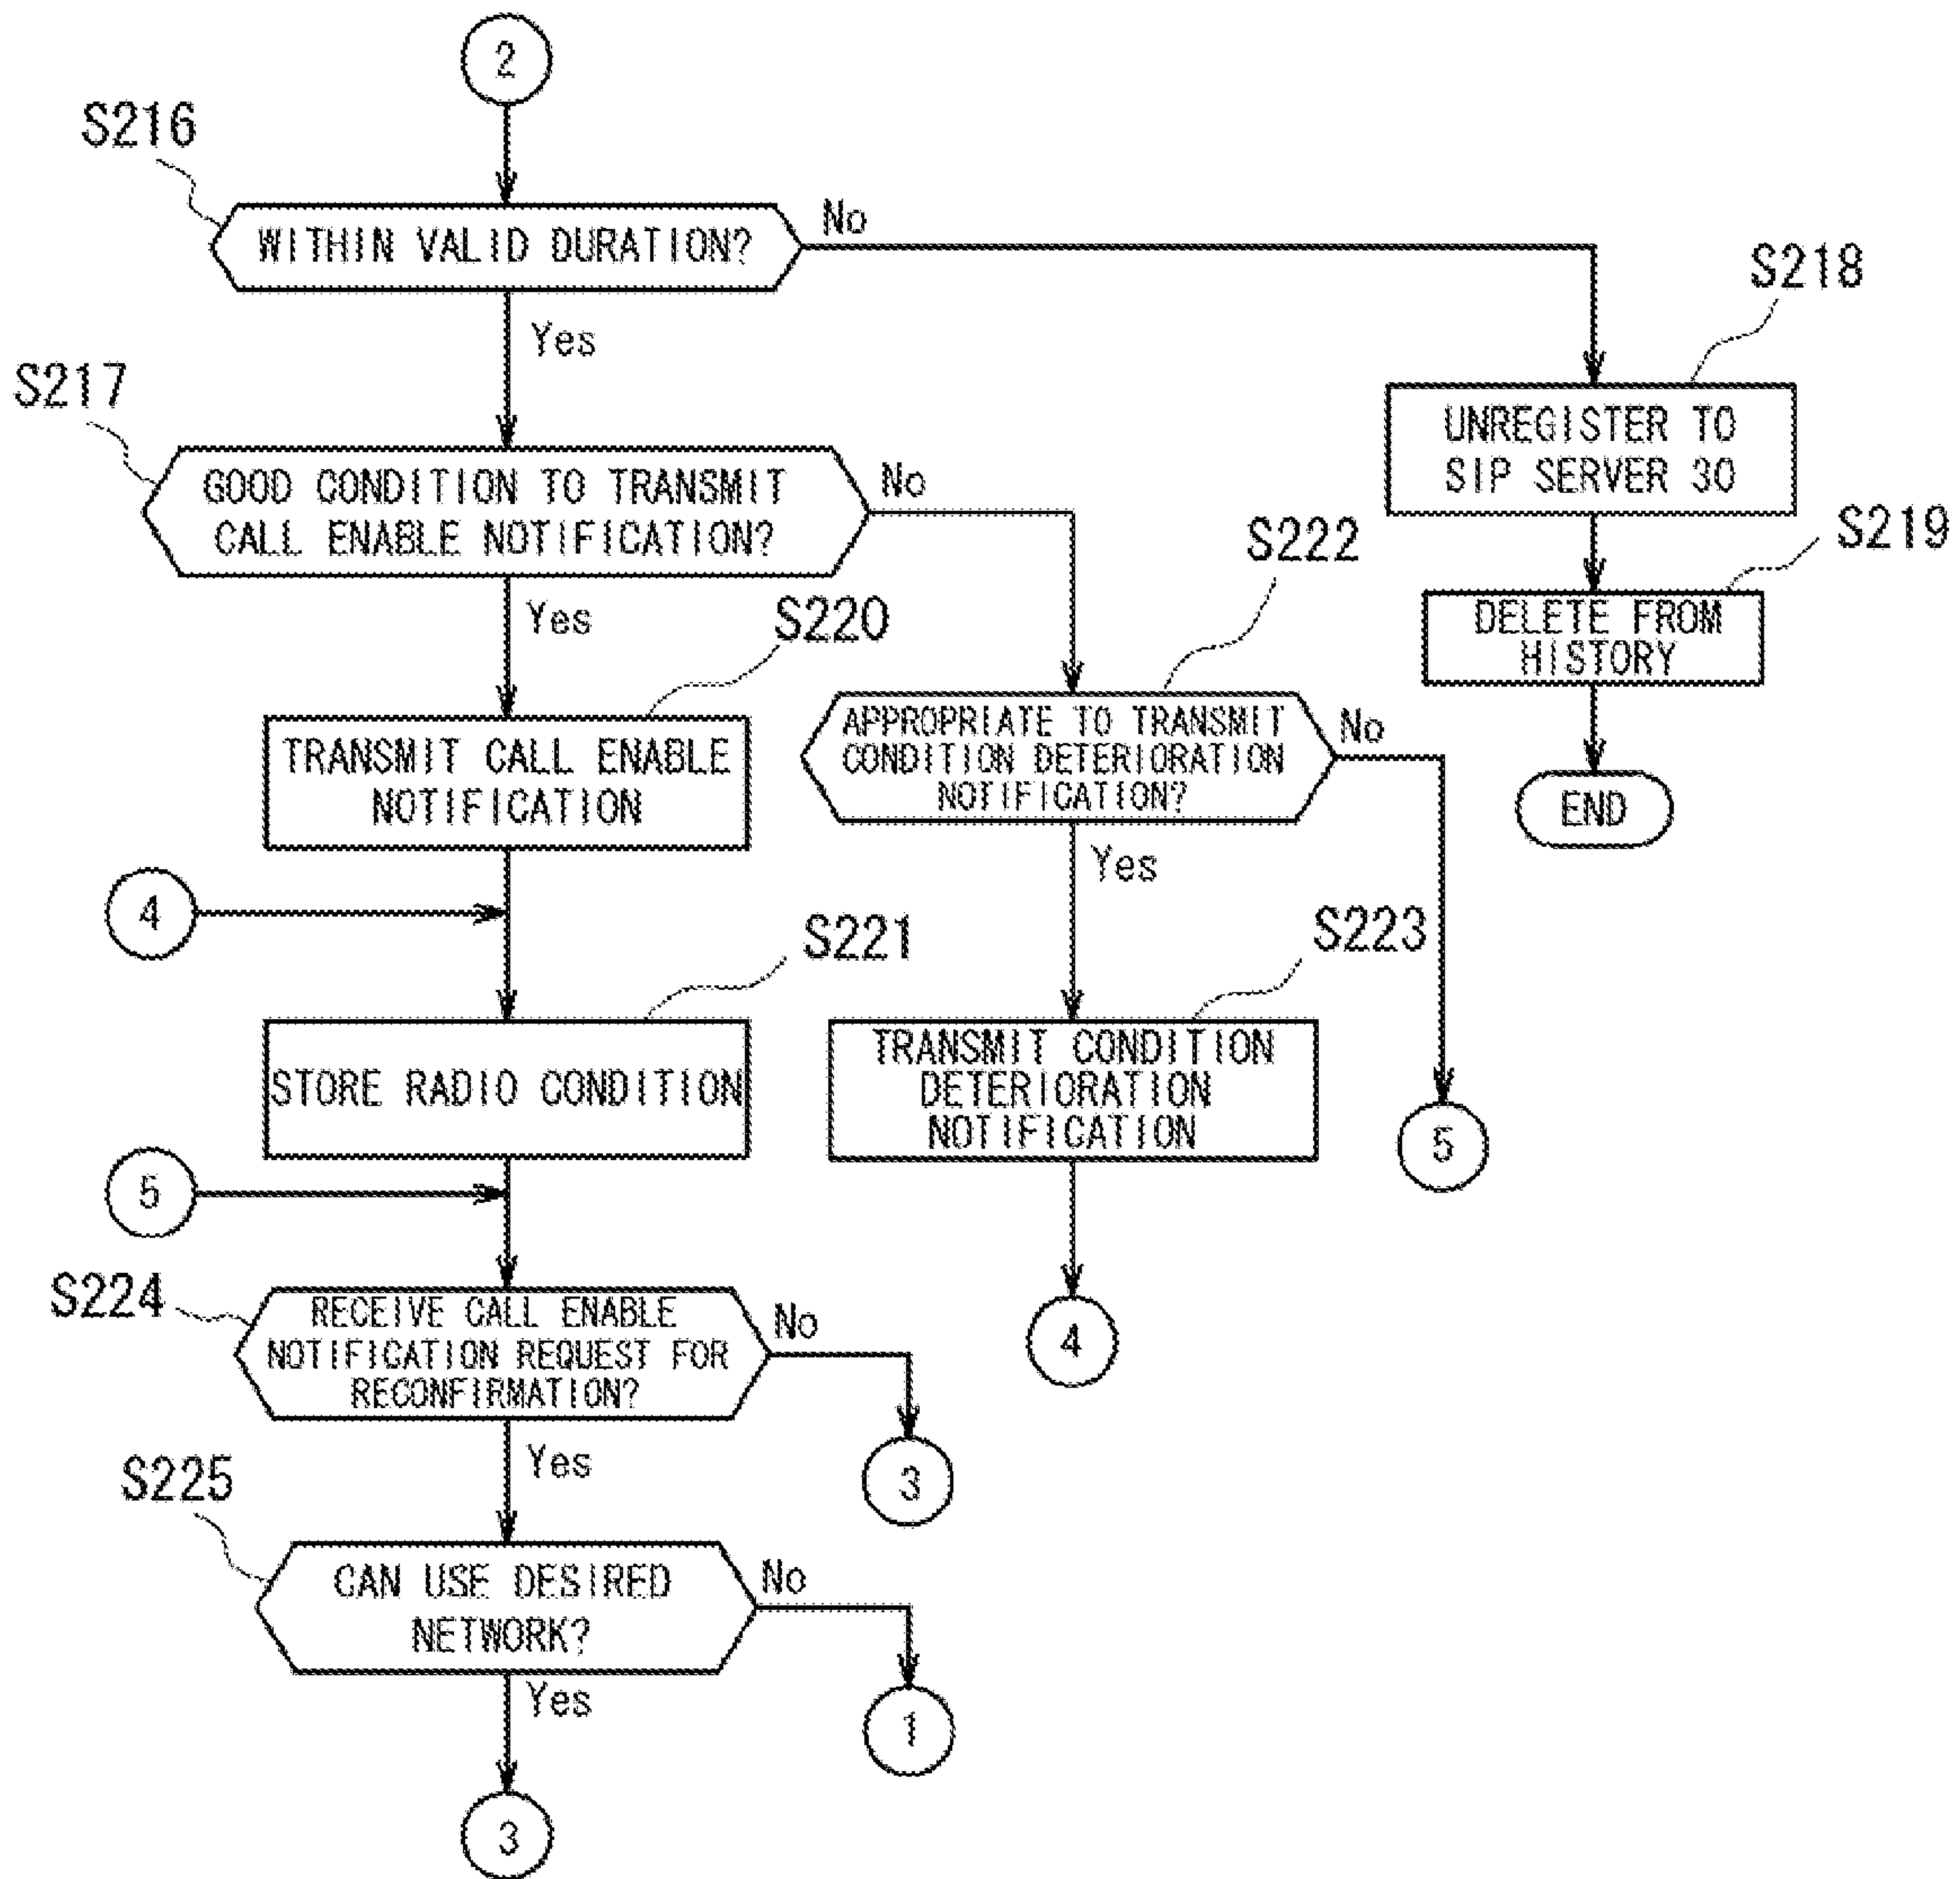 2
S216
WITHIN VALID DURATION?
No
Yes
S218
UNREGISTER TO
SIP SERVER 30
S219
DELETE FROM
HISTORY
END
S217
GOOD CONDITION TO TRANSMIT
CALL ENABLE NOTIFICATION?
No
Yes
S220
TRANSMIT CALL ENABLE
NOTIFICATION
S222
APPROPRIATE TO TRANSMIT
CONDITION DETERIORATION
NOTIFICATION?
No
Yes
4
S221
STORE RADIO CONDITION
S223
TRANSMIT CONDITION
DETERIORATION
NOTIFICATION
5
5
4
S224
RECEIVE CALL ENABLE
NOTIFICATION REQUEST FOR
RECONFIRMATION?
No
Yes
3
S225
CAN USE DESIRED
NETWORK?
No
Yes
1
3